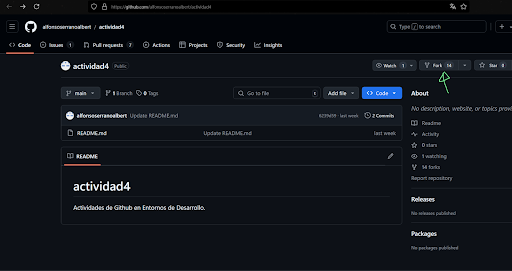 https://github.com/alfonsoserranoalbert/actividad4
alfonsoserranoalbert / actividad4
Type / to search
Code
Issues 1
Pull requests 7
Actions
Projects
Security
Insights
actividad4 Public
Watch 1
Fork 14
Star 0
main
1 Branch
0 Tags
Go to file t
Add file
Code
alfonsoserranoalbert Update README.md
8239659 · last week
2 Commits
README.md
Update README.md
last week
README
actividad4
Actividades de Github en Entornos de Desarrollo.
About
No description, website, or topics provi
Readme
Activity
0 stars
1 watching
14 forks
Report repository
Releases
No releases published
Packages
No packages published